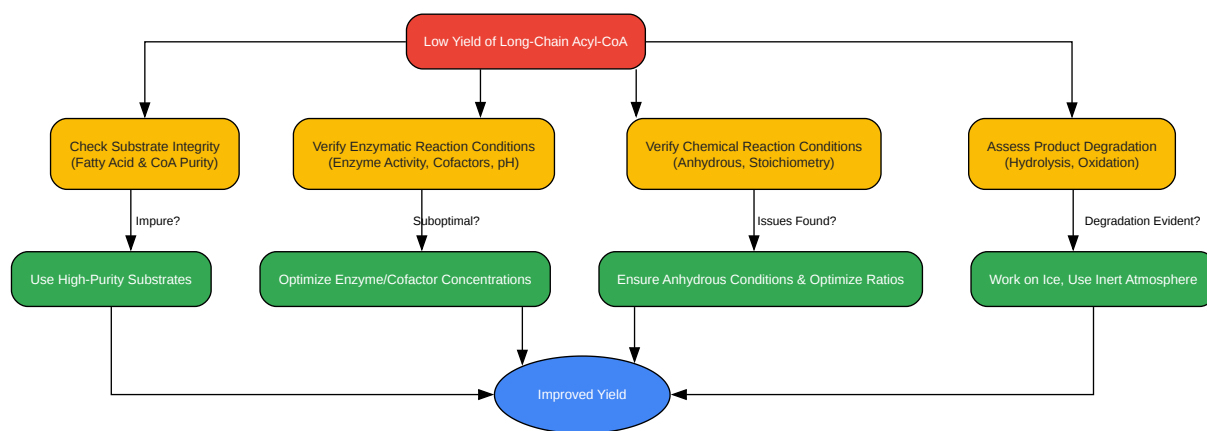 Low Yield of Long-Chain Acyl-CoA
Check Substrate Integrity
(Fatty Acid & CoA Purity)
Verify Enzymatic Reaction Conditions
(Enzyme Activity, Cofactors, pH)
Verify Chemical Reaction Conditions
(Anhydrous, Stoichiometry)
Assess Product Degradation
(Hydrolysis, Oxidation)
Impure?
Suboptimal?
Issues Found?
Degradation Evident?
Use High-Purity Substrates
Optimize Enzyme/Cofactor Concentrations
Ensure Anhydrous Conditions & Optimize Ratios
Work on Ice, Use Inert Atmosphere
Improved Yield